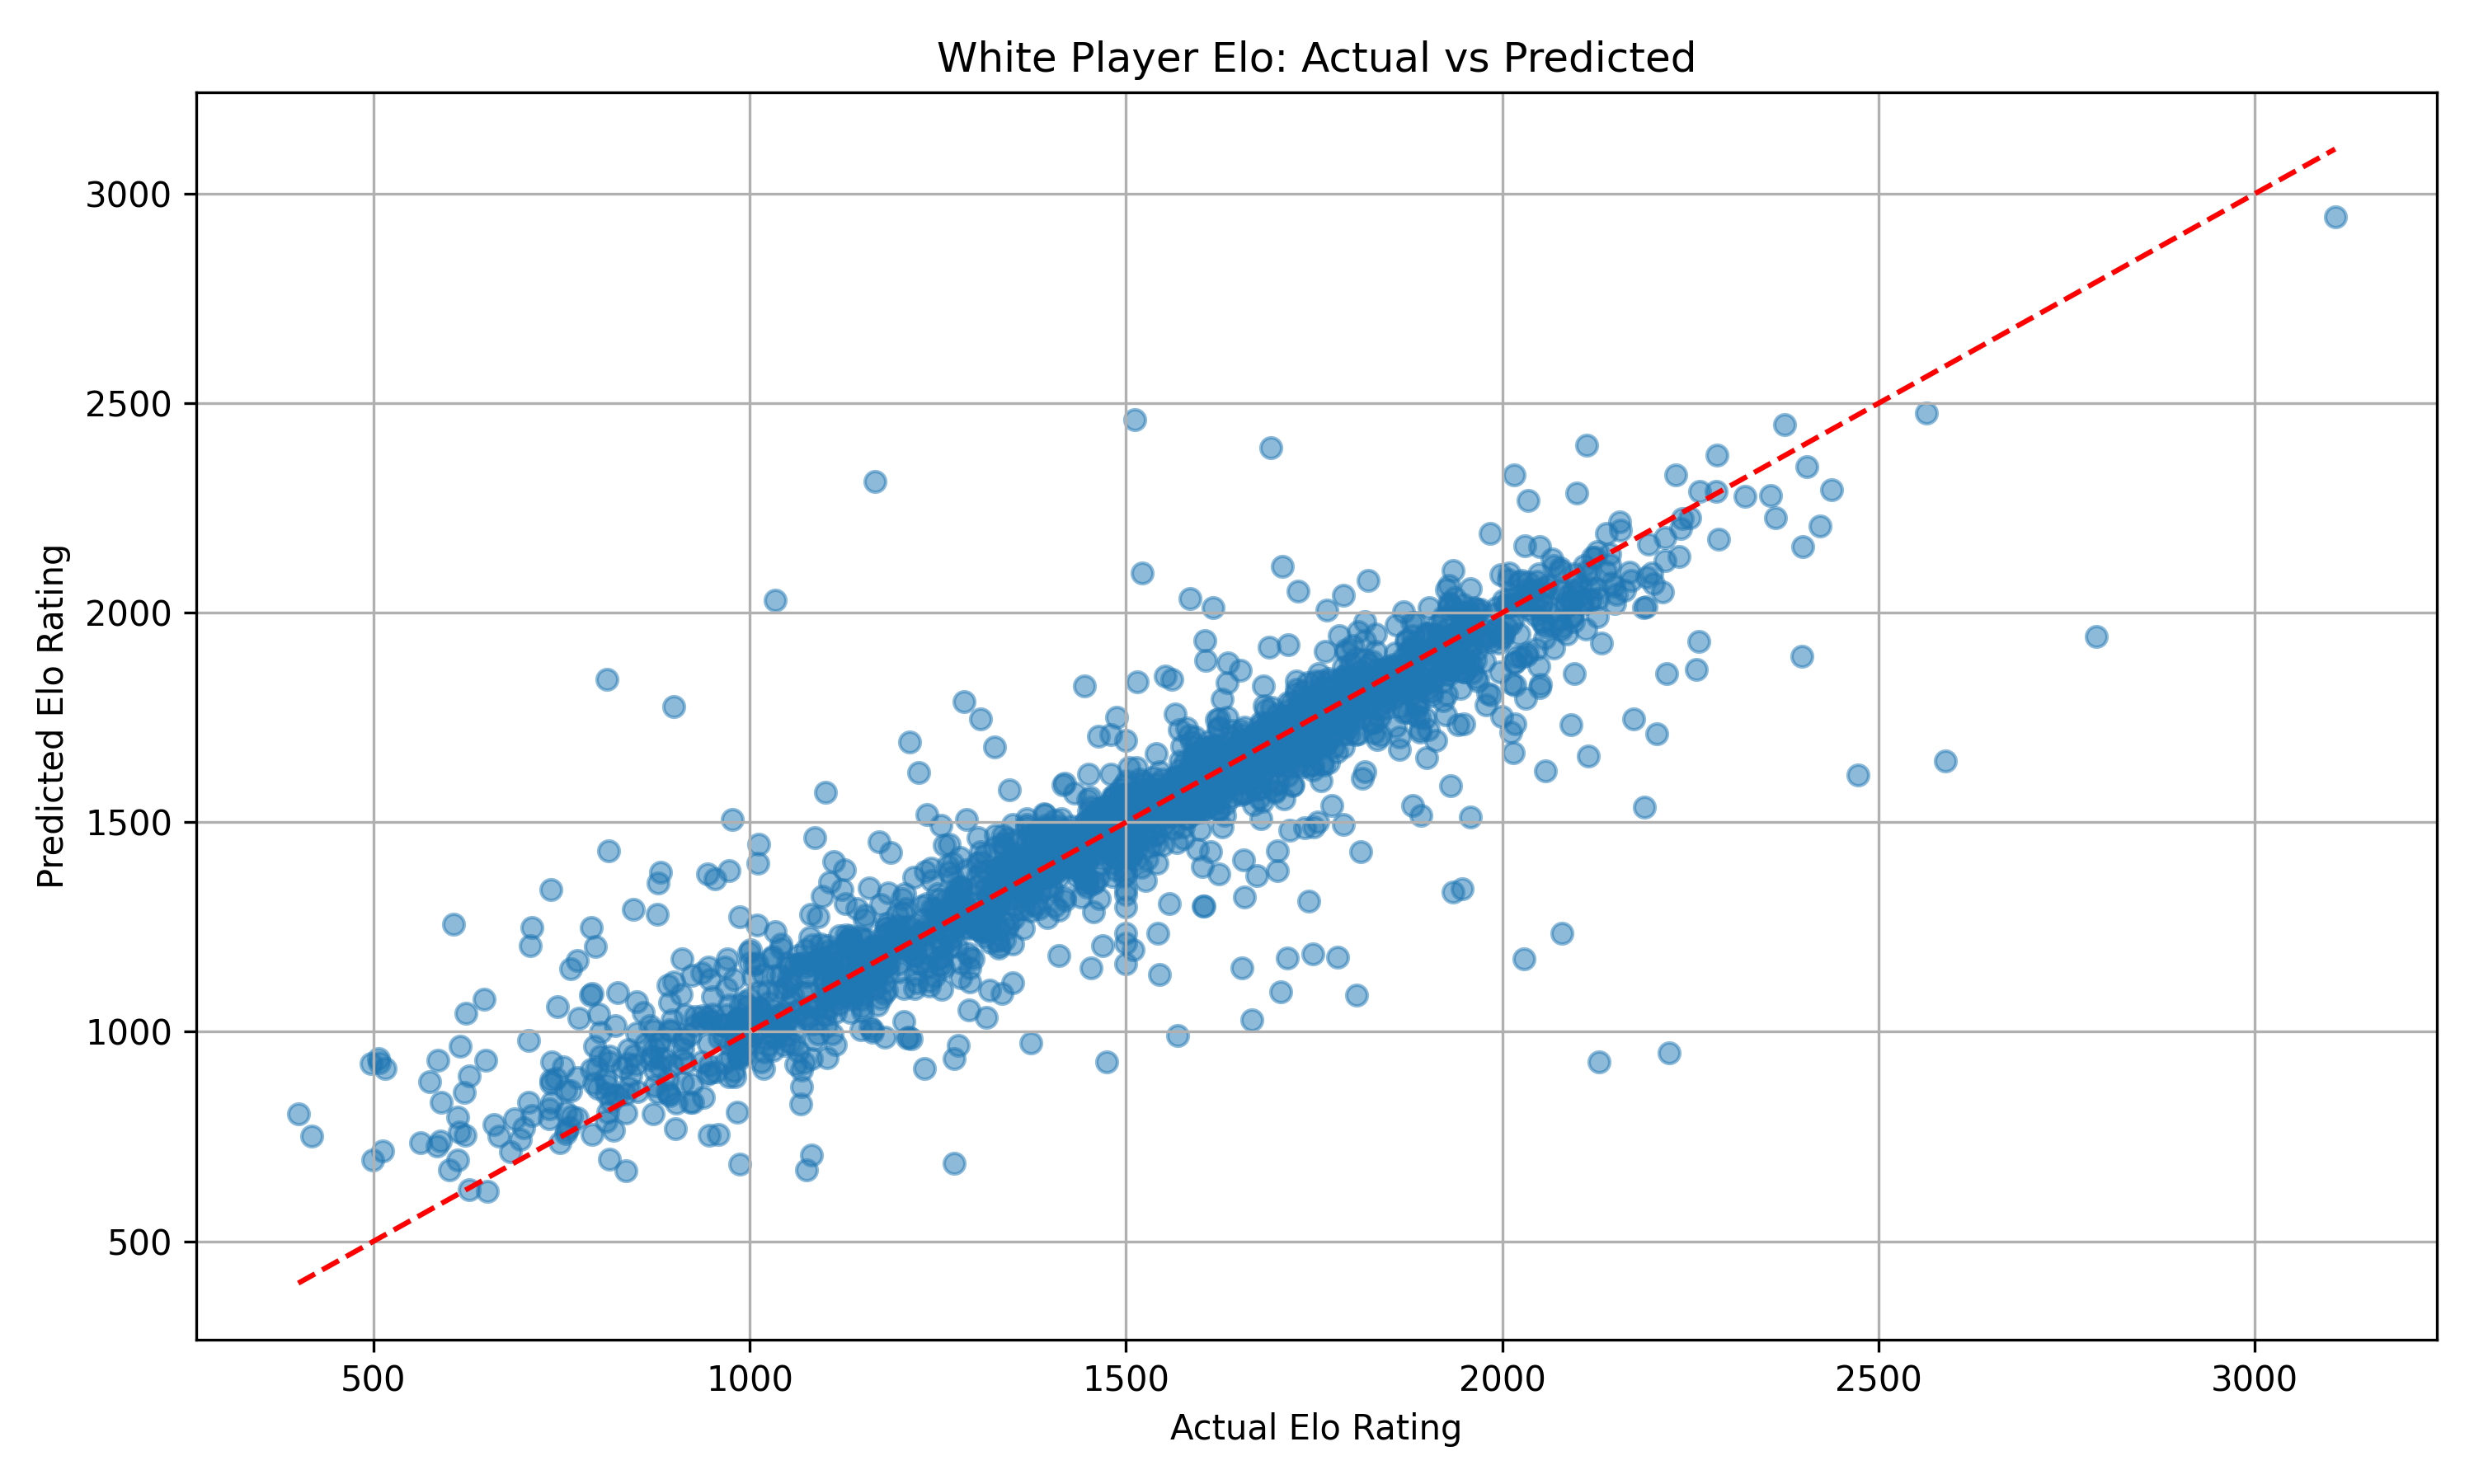 White Player Elo: Actual vs Predicted
3000
2500
2000
1500
1000
500
Predicted Elo Rating
500 1000 1500 2000 2500 3000
Actual Elo Rating